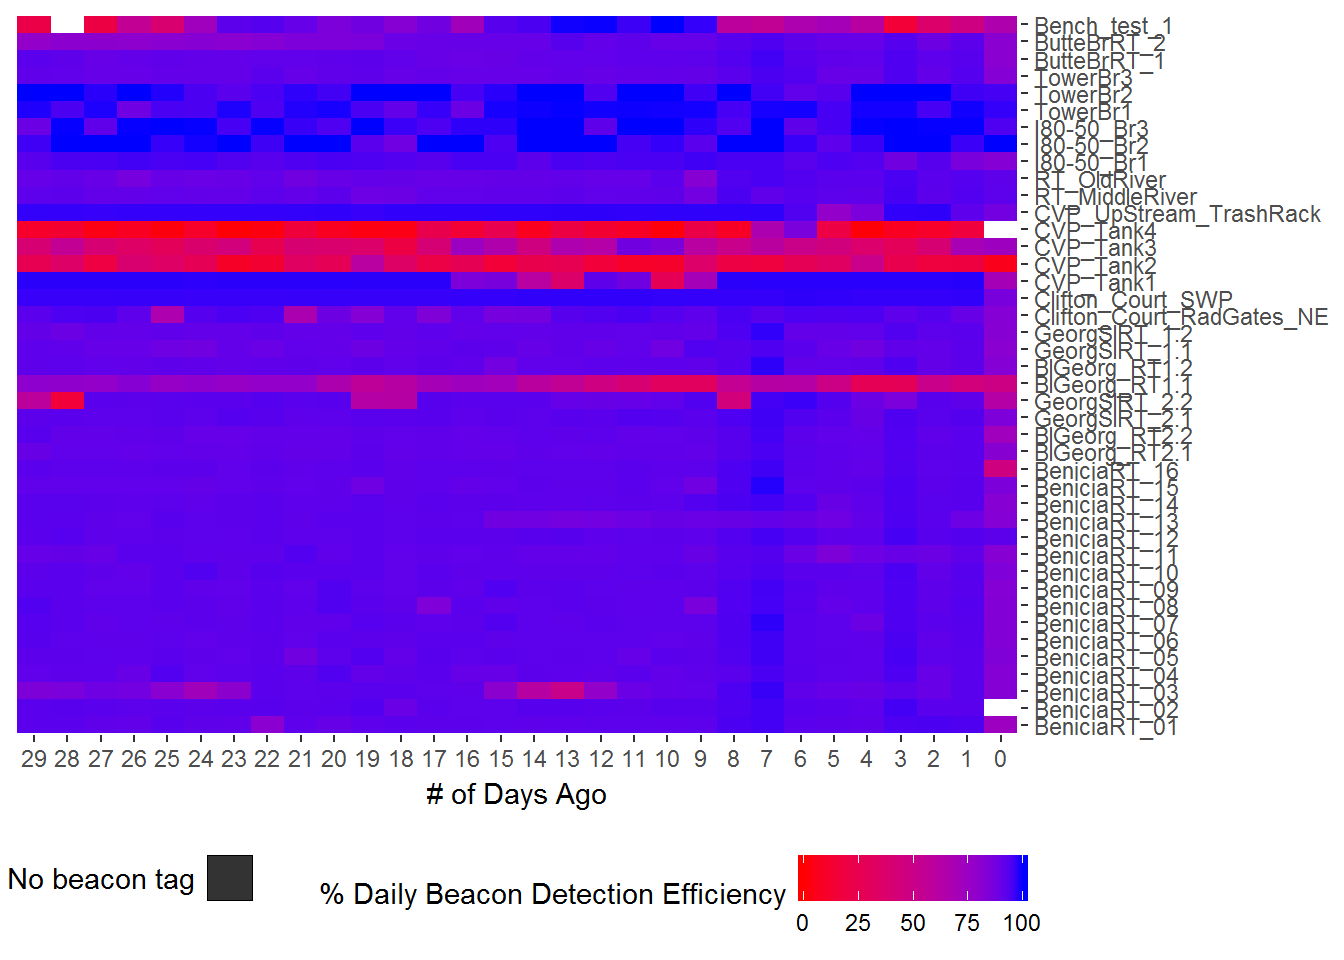 Bench_test_1
ButteBrRT_2
ButteBrRT_1
TowerBr3
TowerBr2
TowerBr1
I80-50_Br3
I80-50_Br2
I80-50_Br1
RT_OldRiver
RT_MiddleRiver
CVP_UpStream_TrashRack
CVP_Tank4
CVP_Tank3
CVP_Tank2
CVP_Tank1
Clifton_Court_SWP
Clifton_Court_RadGates_NE
GeorgSlRT_1.2
GeorgSlRT_1.1
BlGeorg_RT1.2
BlGeorg_RT1.1
GeorgSlRT_2.2
GeorgSlRT_2.1
BlGeorg_RT2.2
BlGeorg_RT2.1
BeniciaRT_16
BeniciaRT_15
BeniciaRT_14
BeniciaRT_13
BeniciaRT_12
BeniciaRT_11
BeniciaRT_10
BeniciaRT_09
BeniciaRT_08
BeniciaRT_07
BeniciaRT_06
BeniciaRT_05
BeniciaRT_04
BeniciaRT_03
BeniciaRT_02
BeniciaRT_01
29 28 27 26 25 24 23 22 21 20 19 18 17 16 15 14 13 12 11 10 9 8 7 6 5 4 3 2 1 0
# of Days Ago
No beacon tag
% Daily Beacon Detection Efficiency
0 25 50 75 100